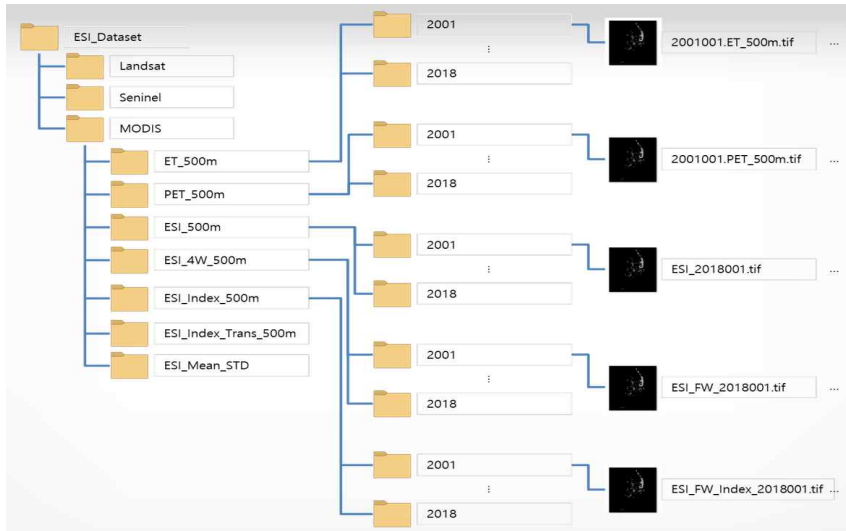 ESI_Dataset
Landsat
Seninel
MODIS
ET_500m
PET_500m
ESI_500m
ESI_4W_500m
ESI_Index_500m
ESI_Index_Trans_500m
ESI_Mean_STD
2001
⋮
2018
2001
⋮
2018
2001
⋮
2018
2001
⋮
2018
2001
⋮
2018
2001001.ET_500m.tif ...
2001001.PET_500m.tif ...
ESI_2018001.tif ...
ESI_FW_2018001.tif ...
ESI_FW_Index_2018001.tif ...